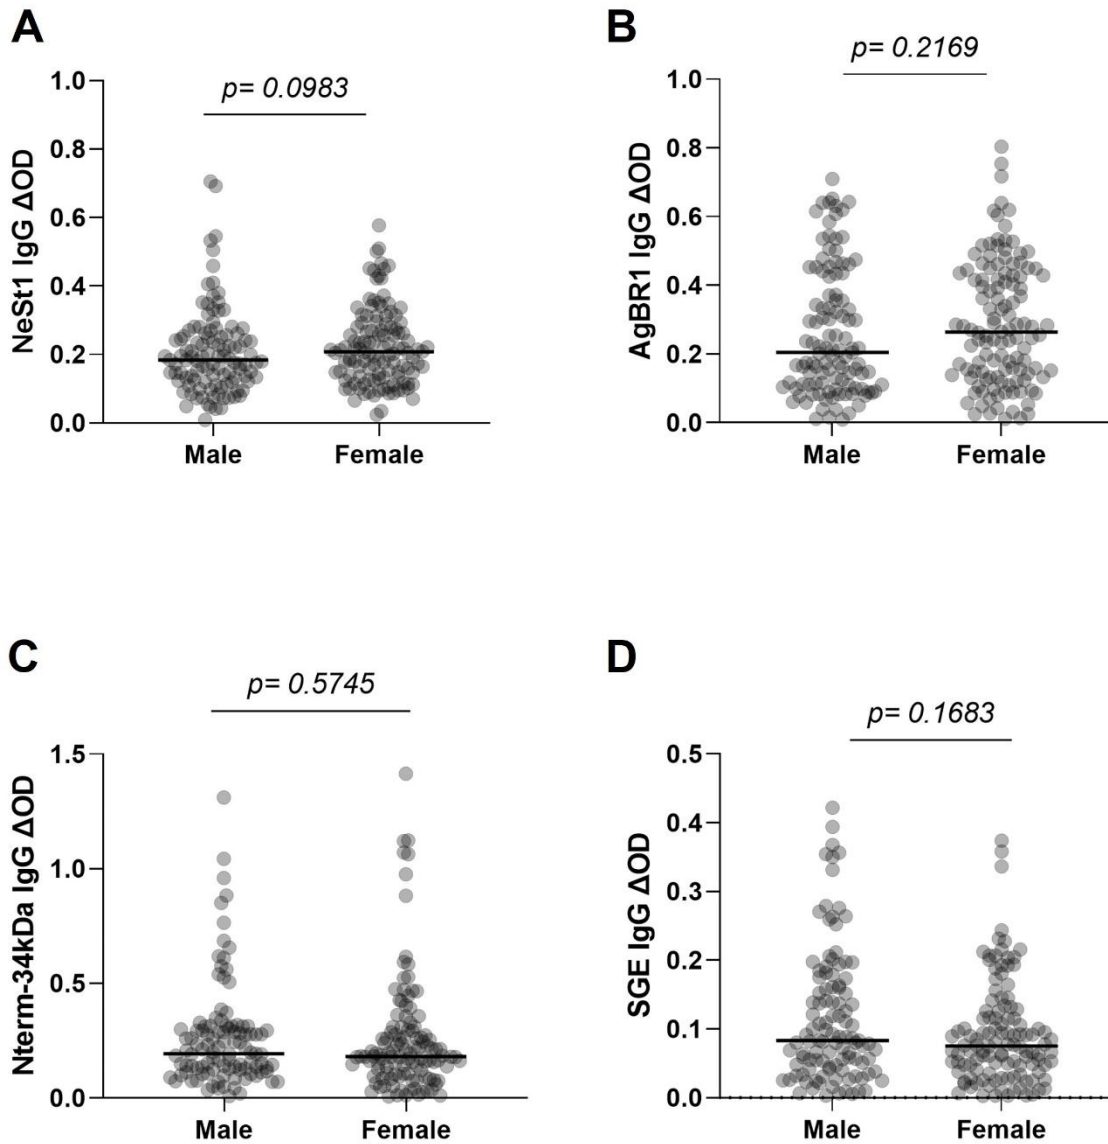 A
p= 0.0983
NeSt1 IgG ΔOD
1.0
0.8
0.6
0.4
0.2
0.0
Male Female
B
p= 0.2169
AgBR1 IgG ΔOD
1.0
0.8
0.6
0.4
0.2
0.0
Male Female
C
p= 0.5745
Nterm-34kDa IgG ΔOD
1.5
1.0
0.5
0.0
Male Female
D
p= 0.1683
SGE IgG ΔOD
0.5
0.4
0.3
0.2
0.1
0.0
Male Female